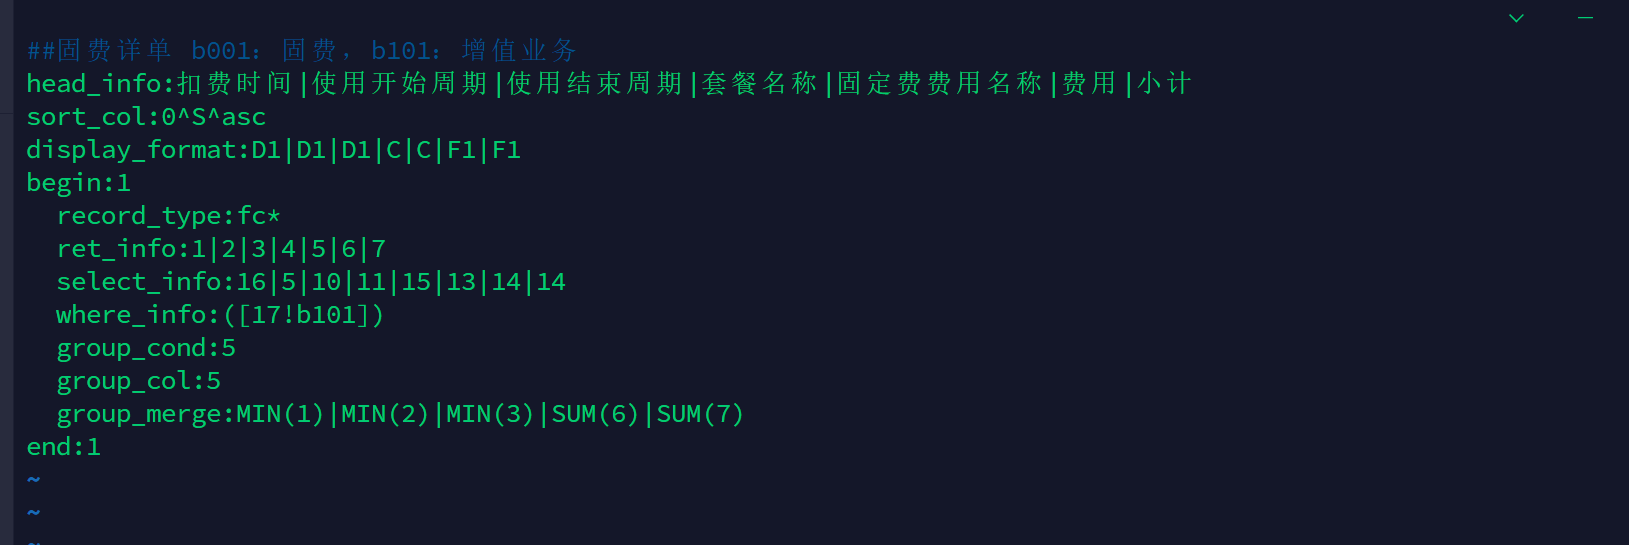 ##固费详单 b001：固费，b101：增值业务
head_info:扣费时间|使用开始周期|使用结束周期|套餐名称|固定费费用名称|费用|小计
sort_col:0^S^asc
display_format:D1|D1|D1|C|C|F1|F1
begin:1
  record_type:fc*
  ret_info:1|2|3|4|5|6|7
  select_info:16|5|10|11|15|13|14|14
  where_info:([17!b101])
  group_cond:5
  group_col:5
  group_merge:MIN(1)|MIN(2)|MIN(3)|SUM(6)|SUM(7)
end:1
~
~
~